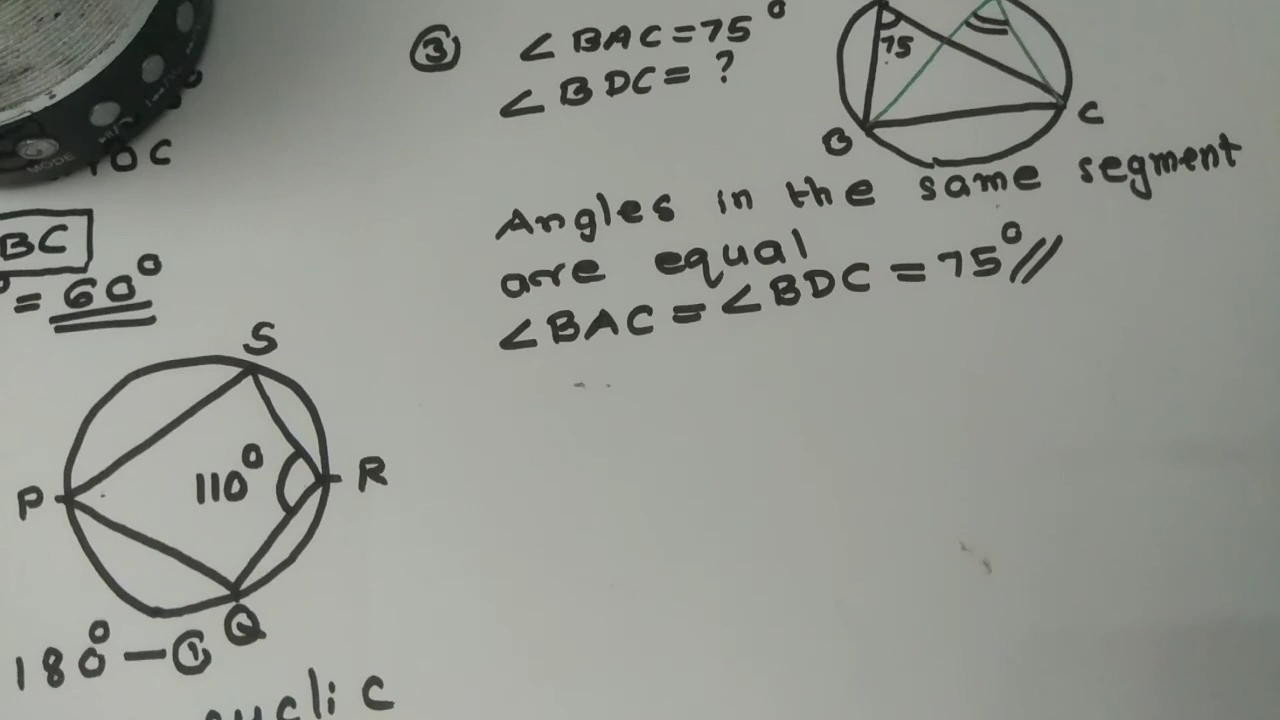 ③ ∠BAC=75°
∠BDC= ?
75
B
C
MODE
Angles in the same segment
are equal
∠BAC = ∠BDC = 75°//
BC
= 60°
S
110°
P
R
Q
180° - ①
cyclic